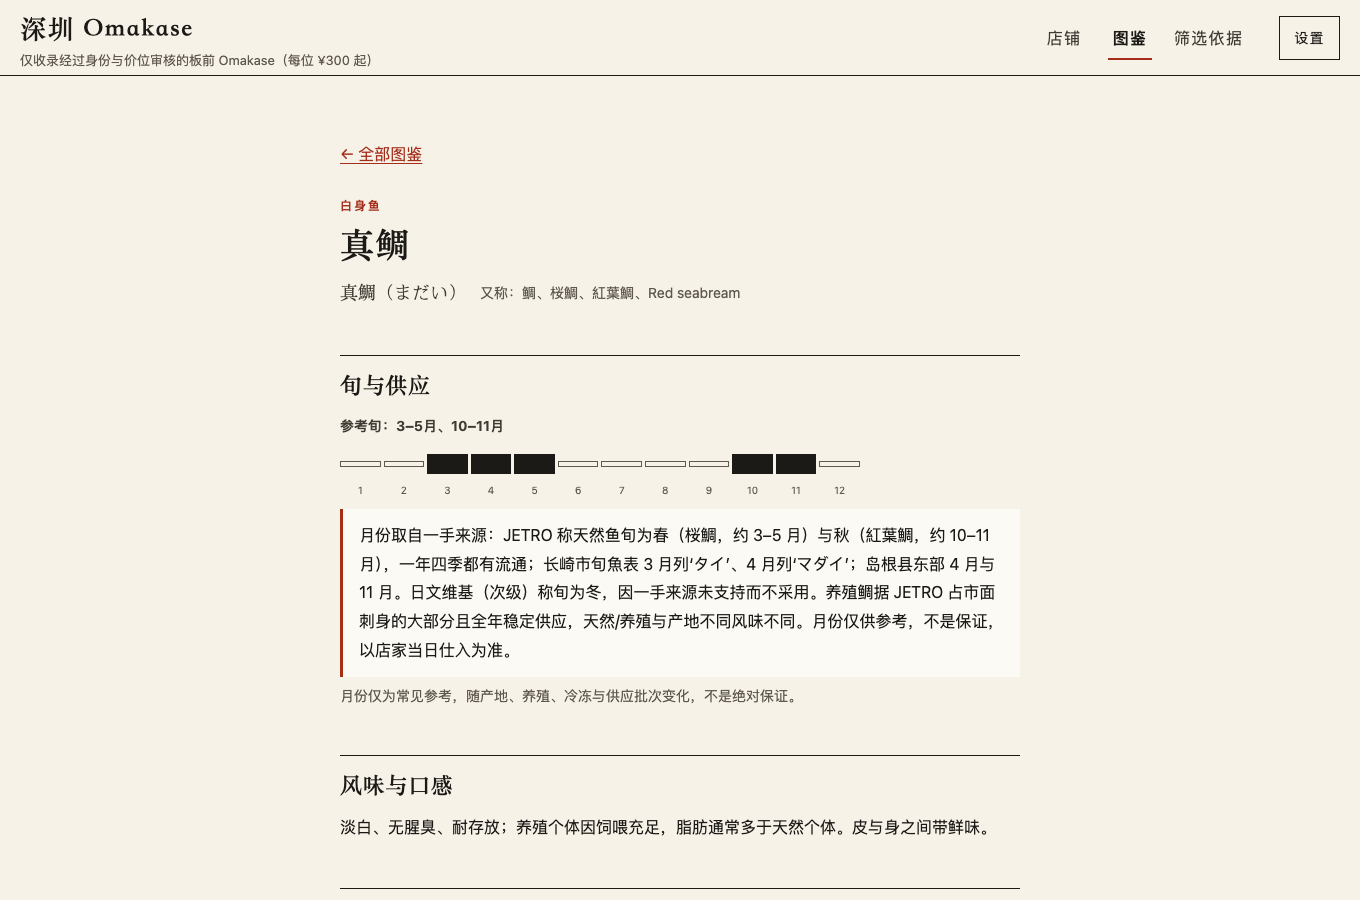 深圳 Omakase
仅收录经过身份与价位审核的板前 Omakase（每位 ¥300 起）
店铺
图鉴
筛选依据
设置
← 全部图鉴
白身鱼
真鲷
真鯛（まだい） 又称：鲷、桜鯛、紅葉鯛、Red seabream
旬与供应
参考旬：3–5月、10–11月
1 2 3 4 5 6 7 8 9 10 11 12
月份取自一手来源：JETRO 称天然鱼旬为春（桜鯛，约 3–5 月）与秋（紅葉鯛，约 10–11
月），一年四季都有流通；长崎市旬魚表 3 月列‘タイ’、4 月列‘マダイ’；岛根县东部 4 月与
11 月。日文维基（次级）称旬为冬，因一手来源未支持而不采用。养殖鲷据 JETRO 占市面
刺身的大部分且全年稳定供应，天然/养殖与产地不同风味不同。月份仅供参考，不是保证，
以店家当日仕入为准。
月份仅为常见参考，随产地、养殖、冷冻与供应批次变化，不是绝对保证。
风味与口感
淡白、无腥臭、耐存放；养殖个体因饲喂充足，脂肪通常多于天然个体。皮与身之间带鲜味。